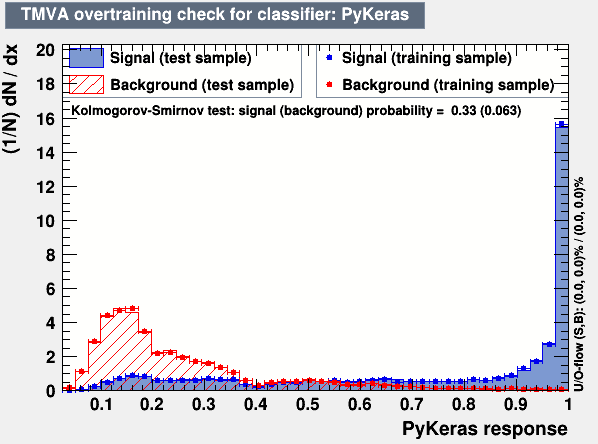 TMVA overtraining check for classifier: PyKeras
Signal (test sample)
Background (test sample)
Signal (training sample)
Background (training sample)
Kolmogorov-Smirnov test: signal (background) probability = 0.33 (0.063)
(1/N) dN / dx
20
18
16
14
12
10
8
6
4
2
0
0.1 0.2 0.3 0.4 0.5 0.6 0.7 0.8 0.9 1
PyKeras response
U/O-flow (S,B): (0.0, 0.0)% / (0.0, 0.0)%